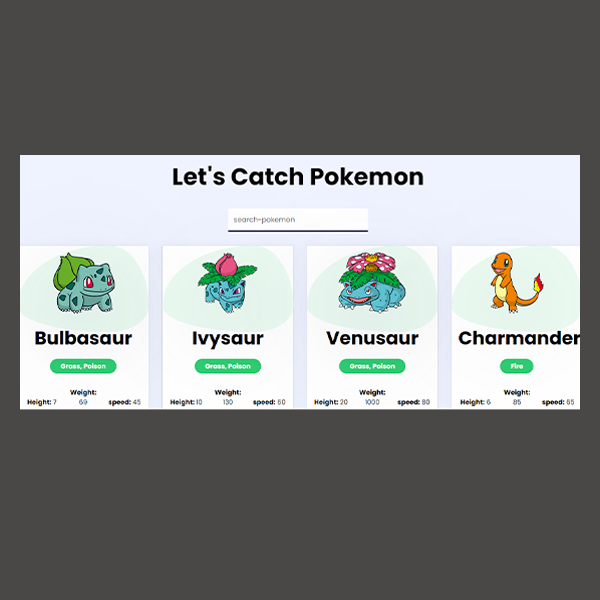 Let's Catch Pokemon
search-pokemon
Bulbasaur Ivysaur Venusaur Charmander
Grass, Poison Grass, Poison Grass, Poison Fire
Weight: Weight: Weight: Weight:
Height: 7 69 speed: 45 Height: 10 130 speed: 60 Height: 20 1000 speed: 80 Height: 6 85 speed: 65